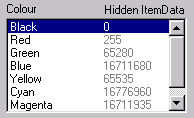 Colour Hidden ItemData
Black 0
Red 255
Green 65280
Blue 16711680
Yellow 65535
Cyan 16776960
Magenta 16711935